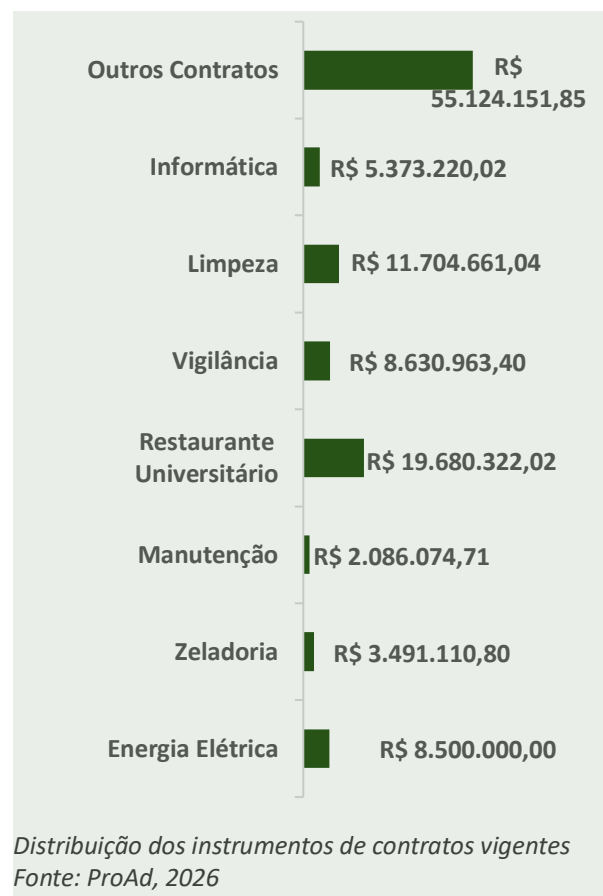 Outros Contratos
R$
55.124.151,85
Informática
R$ 5.373.220,02
Limpeza
R$ 11.704.661,04
Vigilância
R$ 8.630.963,40
Restaurante
Universitário
R$ 19.680.322,02
Manutenção
R$ 2.086.074,71
Zeladoria
R$ 3.491.110,80
Energia Elétrica
R$ 8.500.000,00
Distribuição dos instrumentos de contratos vigentes
Fonte: ProAd, 2026